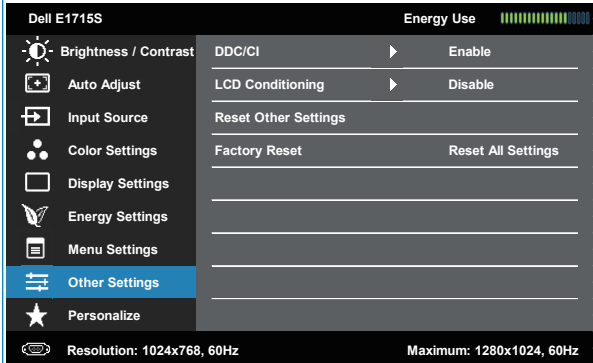 Dell E1715S Energy Use
Brightness / Contrast DDC/CI Enable
Auto Adjust LCD Conditioning Disable
Input Source Reset Other Settings
Color Settings Factory Reset Reset All Settings
Display Settings
Energy Settings
Menu Settings
Other Settings
Personalize
Resolution: 1024x768, 60Hz Maximum: 1280x1024, 60Hz